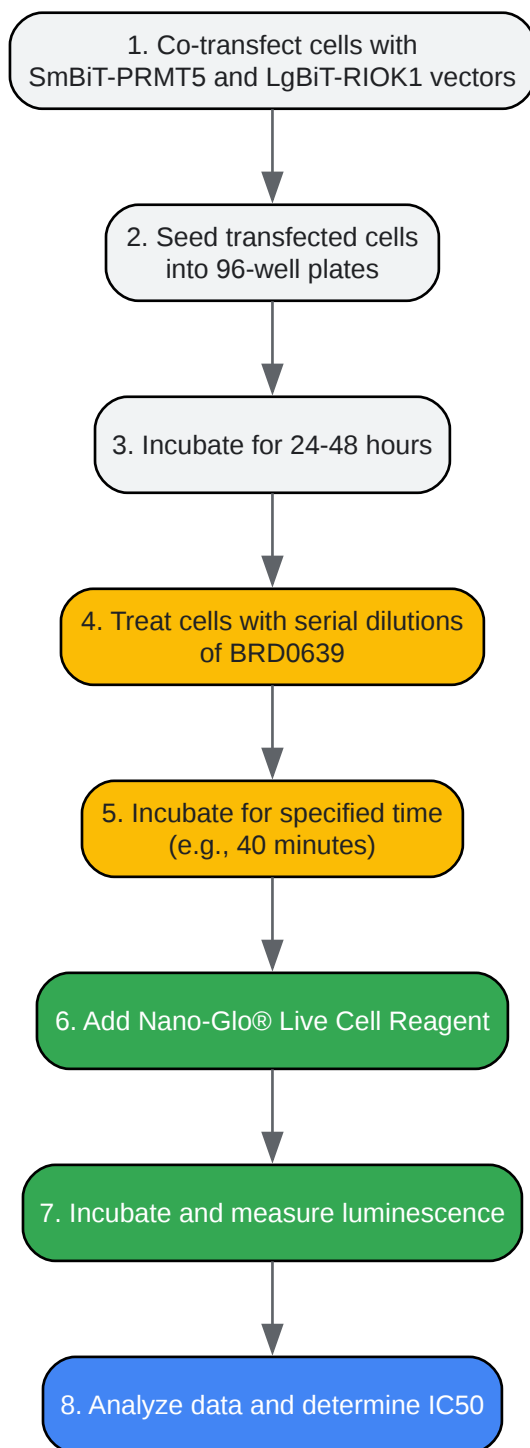 1. Co-transfect cells with
SmBiT-PRMT5 and LgBiT-RIOK1 vectors
2. Seed transfected cells
into 96-well plates
3. Incubate for 24-48 hours
4. Treat cells with serial dilutions
of BRD0639
5. Incubate for specified time
(e.g., 40 minutes)
6. Add Nano-Glo® Live Cell Reagent
7. Incubate and measure luminescence
8. Analyze data and determine IC50